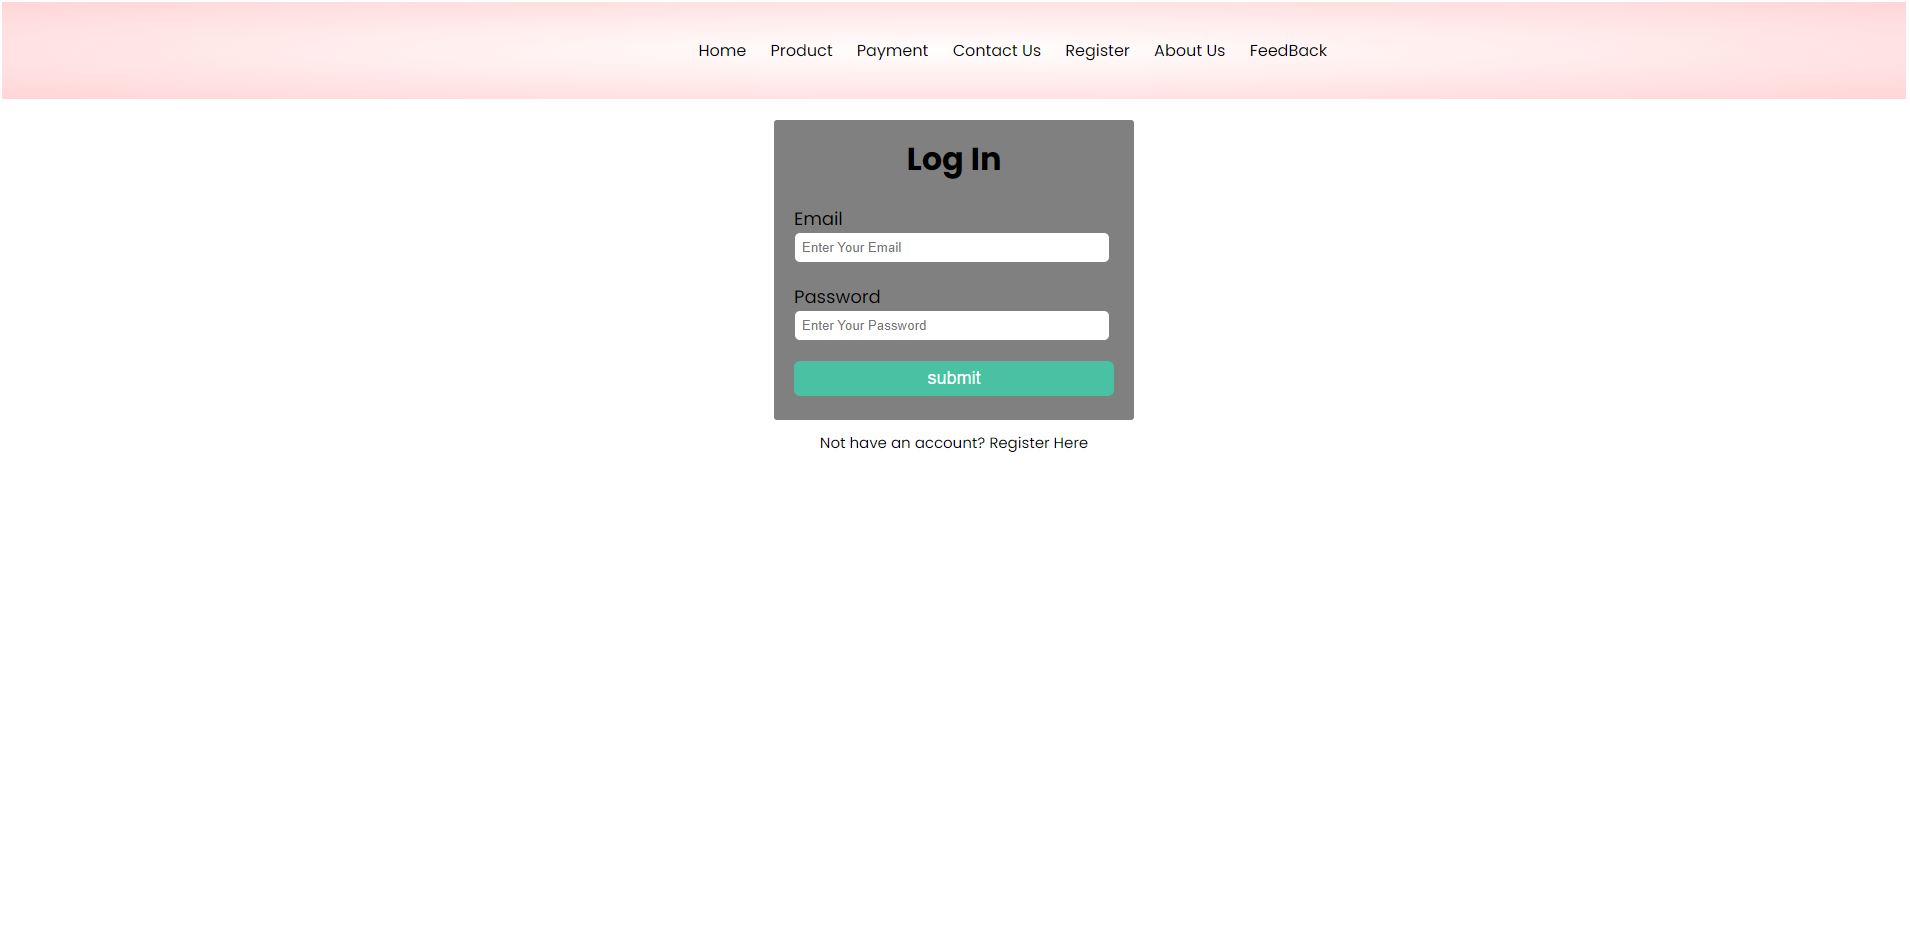 Home Product Payment Contact Us Register About Us FeedBack
Log In
Email
Enter Your Email
Password
Enter Your Password
submit
Not have an account? Register Here